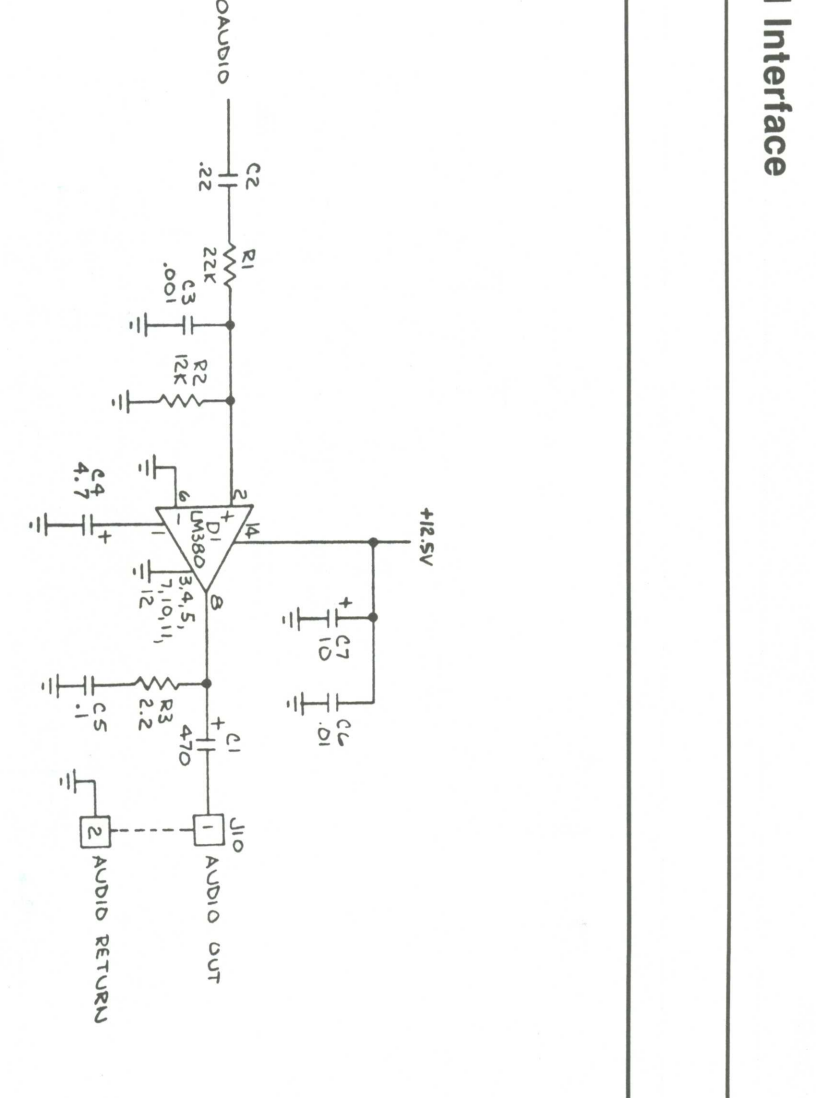 Interface
OAUDIO
C2
.22
R1
22K
C3
.001
R2
12K
+12.5V
C7
+
10
C6
.01
2
+
14
D1
LM380
6
-
1
8
3,4,5,
7,10,11,
12
C4
4.7
+
R3
2.2
C5
.1
+
C1
470
J10
1
AUDIO OUT
2
AUDIO RETURN